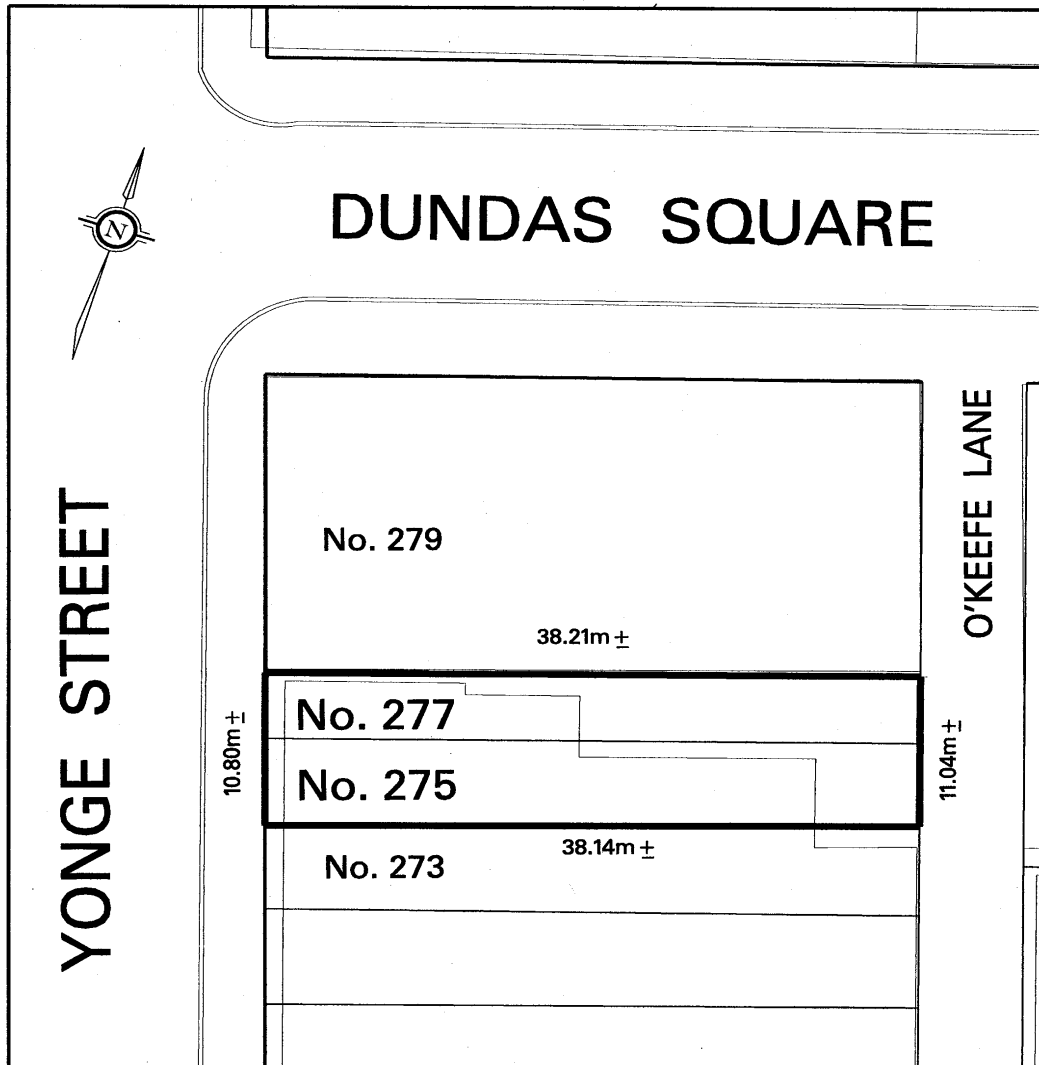 N
DUNDAS SQUARE
YONGE STREET
O'KEEFE LANE
No. 279
38.21m ±
No. 277
10.80m ±
11.04m ±
No. 275
38.14m ±
No. 273